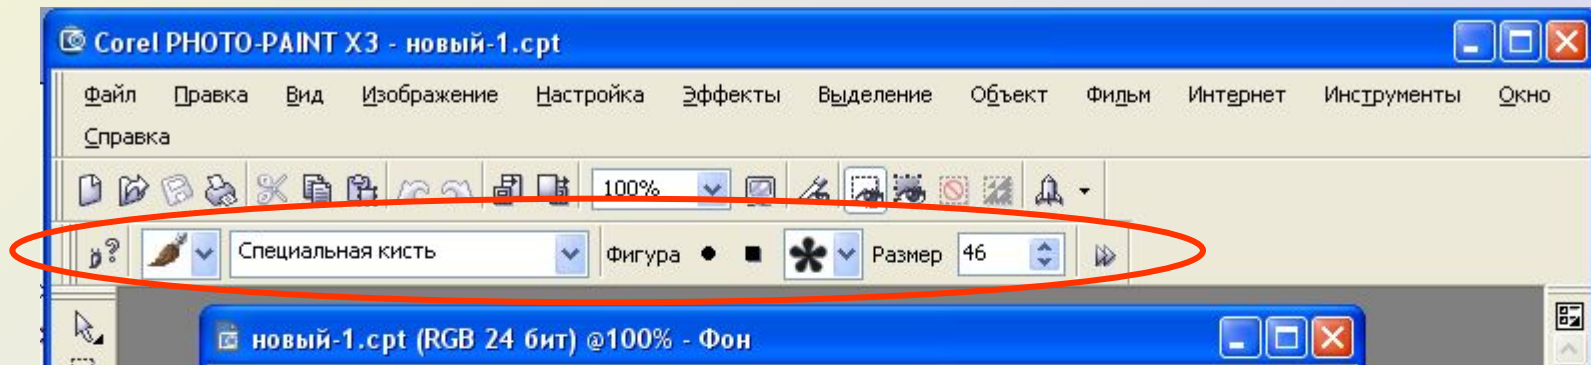 Corel PHOTO-PAINT X3 - новый-1.cpt
Файл Правка Вид Изображение Настройка Эффекты Выделение Объект Фильм Интернет Инструменты Окно
Справка
100%
Специальная кисть Фигура Размер 46
новый-1.cpt (RGB 24 бит) @100% - Фон